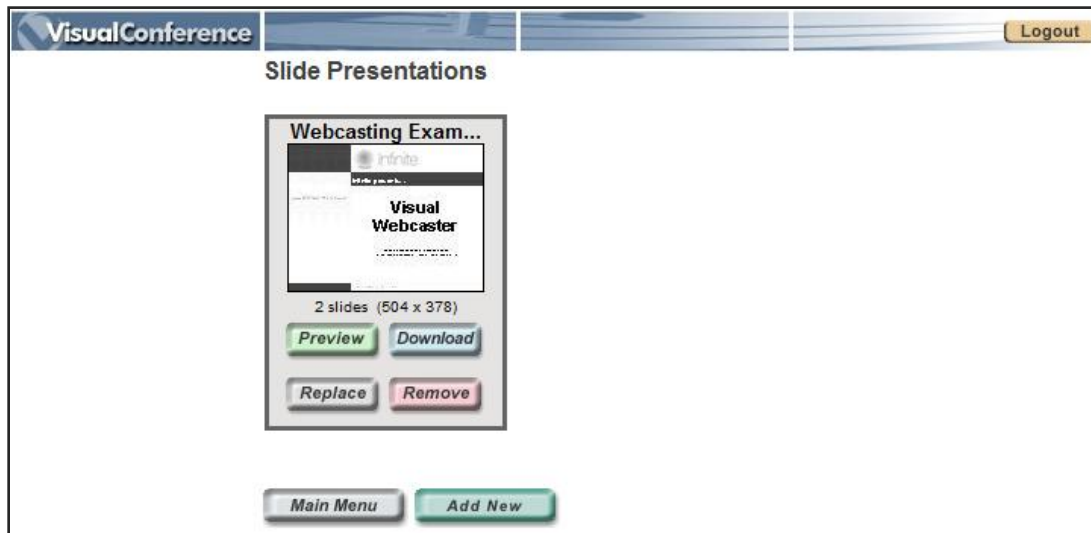 VisualConference
Logout
Slide Presentations
Webcasting Exam...
infinite
Visual
Webcaster
2 slides (504 x 378)
Preview
Download
Replace
Remove
Main Menu
Add New